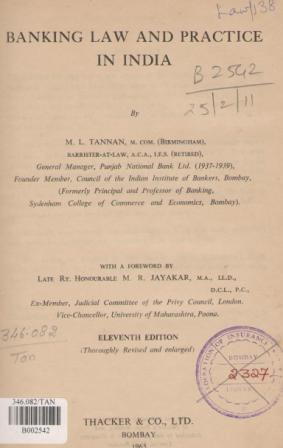 Law/138
BANKING LAW AND PRACTICE
IN INDIA
B 2542
25/2/11
By
M. L. TANNAN, M. COM. (BIRMINGHAM),
BARRISTER-AT-LAW, A.C.A., I.E.S. (RETIRED),
General Manager, Punjab National Bank Ltd. (1937-1939),
Founder Member, Council of the Indian Institute of Bankers, Bombay,
(Formerly Principal and Professor of Banking,
Sydenham College of Commerce and Economics, Bombay).
WITH A FOREWORD BY
LATE RT. HONOURABLE M. R. JAYAKAR, M.A., LL.D.,
D.C.L., P.C.,
Ex-Member, Judicial Committee of the Privy Council, London.
Vice-Chancellor, University of Maharashtra, Poona.
346.082
Tan
ELEVENTH EDITION
(Thoroughly Revised and enlarged)
OF INSURANCE
BOMBAY
2327
346.082/TAN
B002542
THACKER & CO., LTD.
BOMBAY